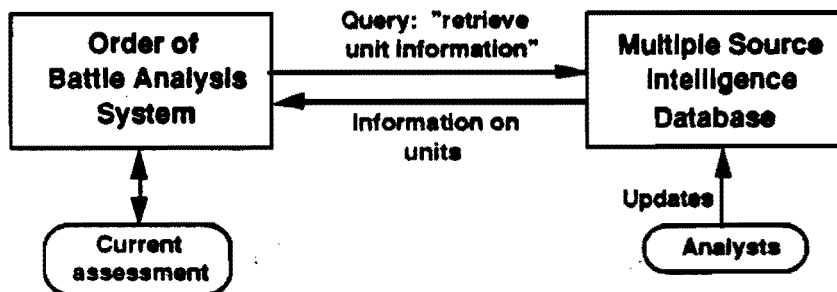 Order of
Battle Analysis
System
Query: "retrieve
unit information"
Information on
units
Multiple Source
Intelligence
Database
Updates
Current
assessment
Analysts